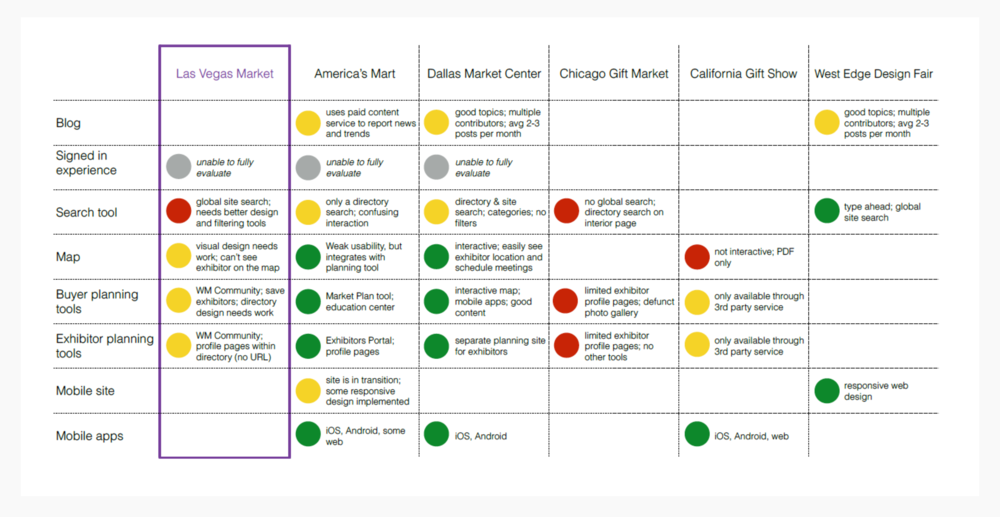 Las Vegas Market
America's Mart
Dallas Market Center
Chicago Gift Market
California Gift Show
West Edge Design Fair
Blog
uses paid content
service to report news
and trends
good topics; multiple
contributors; avg 2-3
posts per month
good topics; multiple
contributors; avg 2-3
posts per month
Signed in
experience
unable to fully
evaluate
unable to fully
evaluate
unable to fully
evaluate
Search tool
global site search;
needs better design
and filtering tools
only a directory
search; confusing
interaction
directory & site
search; categories; no
filters
no global search;
directory search on
interior page
type ahead; global
site search
Map
visual design needs
work; can't see
exhibitor on the map
Weak usability, but
integrates with
planning tool
interactive; easily see
exhibitor location and
schedule meetings
not interactive; PDF
only
Buyer planning
tools
WM Community; save
exhibitors; directory
design needs work
Market Plan tool;
education center
interactive map;
mobile apps; good
content
limited exhibitor
profile pages; defunct
photo gallery
only available through
3rd party service
Exhibitor planning
tools
WM Community;
profile pages within
directory (no URL)
Exhibitors Portal;
profile pages
separate planning site
for exhibitors
limited exhibitor
profile pages; no
other tools
only available through
3rd party service
Mobile site
site is in transition;
some responsive
design implemented
responsive web
design
Mobile apps
iOS, Android, some
web
iOS, Android
iOS, Android, web